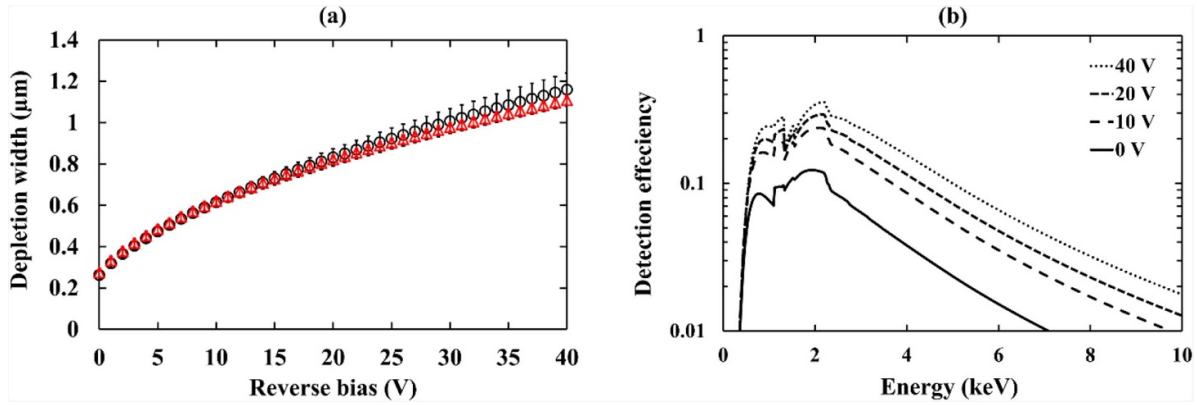 (a)
1.4
1.2
1
0.8
0.6
0.4
0.2
0
Depletion width (µm)
0 5 10 15 20 25 30 35 40
Reverse bias (V)
(b)
1
0.1
0.01
Detection effeciency
40 V
20 V
10 V
0 V
0 2 4 6 8 10
Energy (keV)